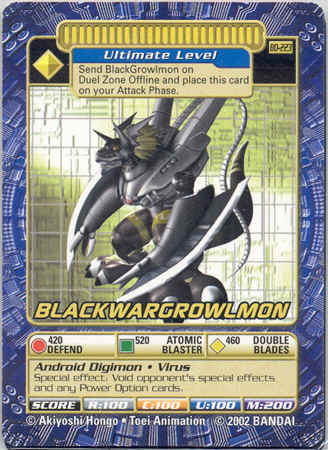 BO-223
Ultimate Level
Send BlackGrowlmon on
Duel Zone Offline and place this card
on your Attack Phase.
BLACKWARGROWLMON
420 DEFEND
520 ATOMIC BLASTER
460 DOUBLE BLADES
Android Digimon • Virus
Special effect: Void opponent's special effect
and any Power Option cards.
SCORE R:100 C:100 U:100 M:200
© Akiyoshi Hongo • Toei Animation © 2002 BANDAI